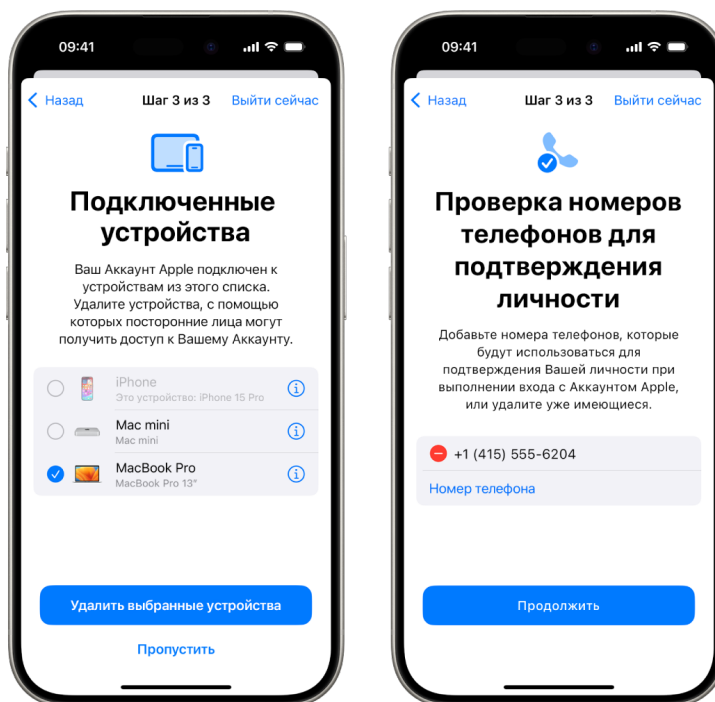 09:41
Назад
Шаг 3 из 3
Выйти сейчас
Подключенные
устройства
Ваш Аккаунт Apple подключен к
устройствам из этого списка.
Удалите устройства, с помощью
которых посторонние лица могут
получить доступ к Вашему Аккаунту.
iPhone
Это устройство: iPhone 15 Pro
Mac mini
Mac mini
MacBook Pro
MacBook Pro 13"
Удалить выбранные устройства
Пропустить
09:41
Назад
Шаг 3 из 3
Выйти сейчас
Проверка номеров
телефонов для
подтверждения
личности
Добавьте номера телефонов, которые
будут использоваться для
подтверждения Вашей личности при
выполнении входа с Аккаунтом Apple,
или удалите уже имеющиеся.
+1 (415) 555-6204
Номер телефона
Продолжить